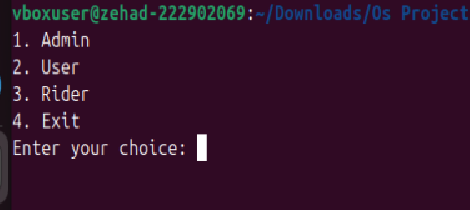 vboxuser@zehad-222902069:~/Downloads/Os Project
1. Admin
2. User
3. Rider
4. Exit
Enter your choice: